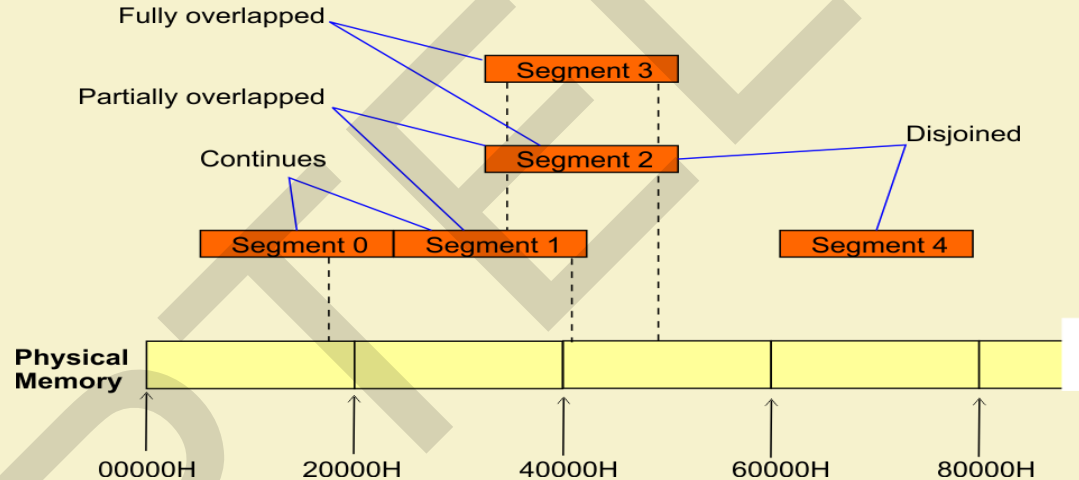 Fully overlapped
Segment 3
Partially overlapped
Disjoined
Segment 2
Continues
Segment 0
Segment 1
Segment 4
Physical
Memory
00000H
20000H
40000H
60000H
80000H